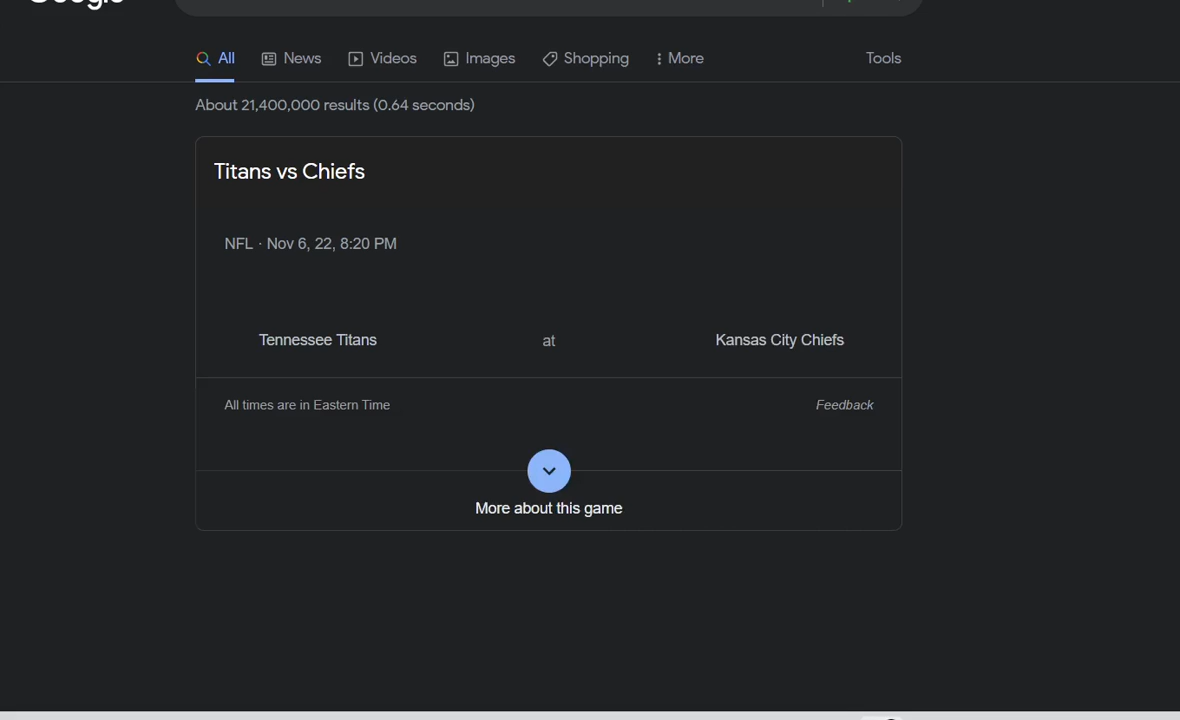 Google
All News Videos Images Shopping More Tools
About 21,400,000 results (0.64 seconds)
Titans vs Chiefs
NFL · Nov 6, 22, 8:20 PM
Tennessee Titans at Kansas City Chiefs
All times are in Eastern Time Feedback
More about this game